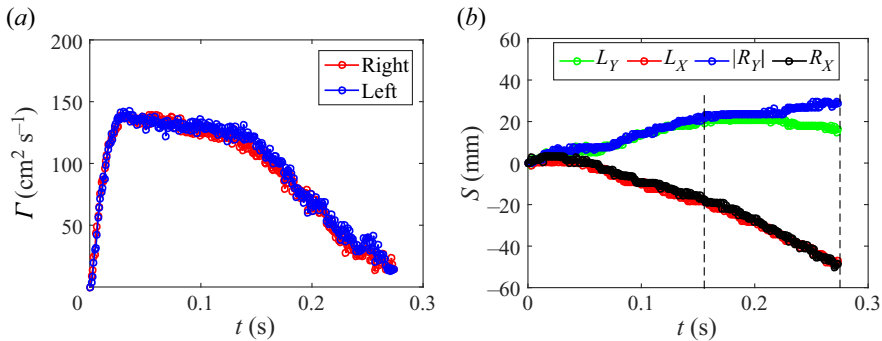 (a)
200
150
100
50
0
0.1
0.2
0.3
Γ (cm² s⁻¹)
t (s)
Right
Left
(b)
60
40
20
0
–20
–40
–60
0
0.1
0.2
0.3
S (mm)
t (s)
L_Y L_X |R_Y| R_X